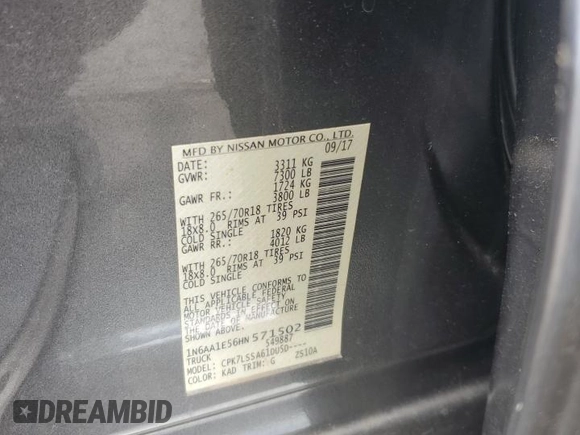 MFD BY NISSAN MOTOR CO., LTD.
DATE: 09/17
GVWR: 3311 KG
7300 LB
GAWR FR.: 1724 KG
3800 LB
WITH 265/70R18 TIRES
18X8.0 RIMS AT 39 PSI
COLD SINGLE
GAWR RR.: 1820 KG
4012 LB
WITH 265/70R18 TIRES
18X8.0 RIMS AT 39 PSI
COLD SINGLE
THIS VEHICLE CONFORMS TO
ALL APPLICABLE FEDERAL
MOTOR VEHICLE SAFETY
STANDARDS IN EFFECT ON
THE DATE OF MANUFACTURE
SHOWN ABOVE.
1N6AA1E56HN571502
TRUCK 549887
MODEL: CPK7LSSA610USD----
COLOR: KAD TRIM: G ZS10A
DREAMBID